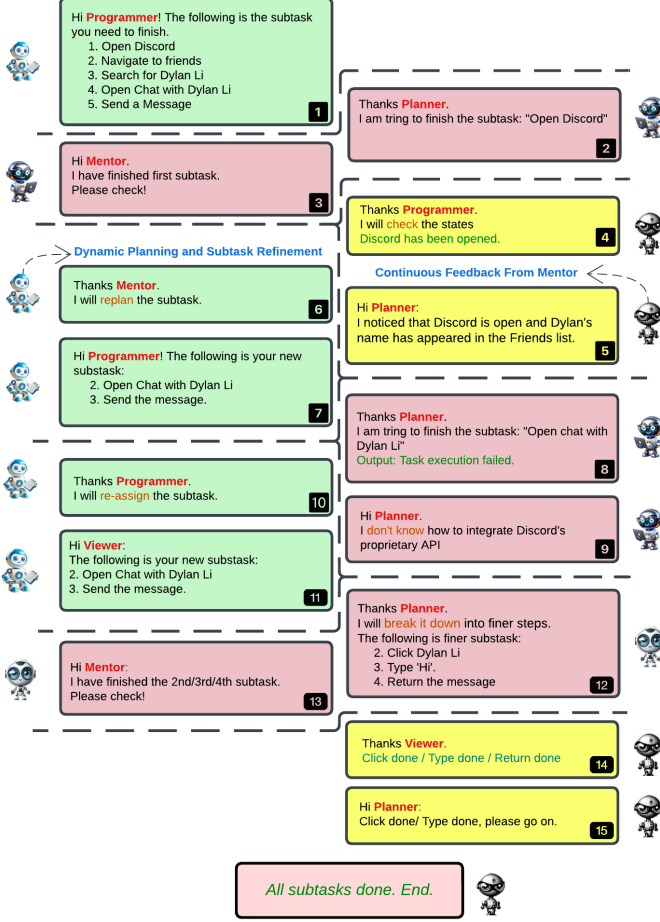 Hi Programmer! The following is the subtask
you need to finish.
1. Open Discord
2. Navigate to friends
3. Search for Dylan Li
4. Open Chat with Dylan Li
5. Send a Message
1
Thanks Planner.
I am tring to finish the subtask: "Open Discord"
2
Hi Mentor.
I have finished first subtask.
Please check!
3
Thanks Programmer.
I will check the states
Discord has been opened.
4
Continuous Feedback From Mentor
Hi Planner:
I noticed that Discord is open and Dylan's
name has appeared in the Friends list.
5
Dynamic Planning and Subtask Refinement
Thanks Mentor.
I will replan the subtask.
6
Hi Programmer! The following is your new
substask:
2. Open Chat with Dylan Li
3. Send the message.
7
Thanks Planner.
I am tring to finish the subtask: "Open chat with
Dylan Li"
Output: Task execution failed.
8
Hi Planner.
I don't know how to integrate Discord's
proprietary API
9
Thanks Programmer.
I will re-assign the subtask.
10
Hi Viewer:
The following is your new substask:
2. Open Chat with Dylan Li
3. Send the message.
11
Thanks Planner.
I will break it down into finer steps.
The following is finer substask:
2. Click Dylan Li
3. Type 'Hi'.
4. Return the message
12
Hi Mentor:
I have finished the 2nd/3rd/4th subtask.
Please check!
13
Thanks Viewer.
Click done / Type done / Return done
14
Hi Planner:
Click done/ Type done, please go on.
15
All subtasks done. End.